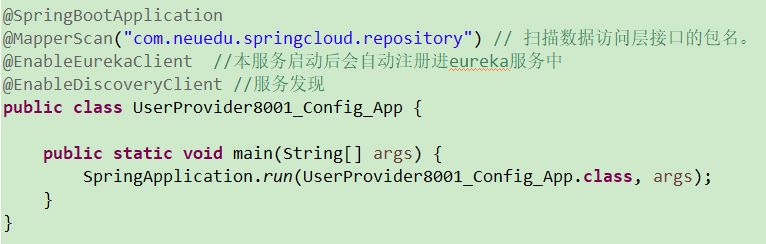 @SpringBootApplication
@MapperScan("com.neuedu.springcloud.repository") // 扫描数据访问层接口的包名。
@EnableEurekaClient  //本服务启动后会自动注册进eureka服务中
@EnableDiscoveryClient //服务发现
public class UserProvider8001_Config_App {
    public static void main(String[] args) {
        SpringApplication.run(UserProvider8001_Config_App.class, args);
    }
}